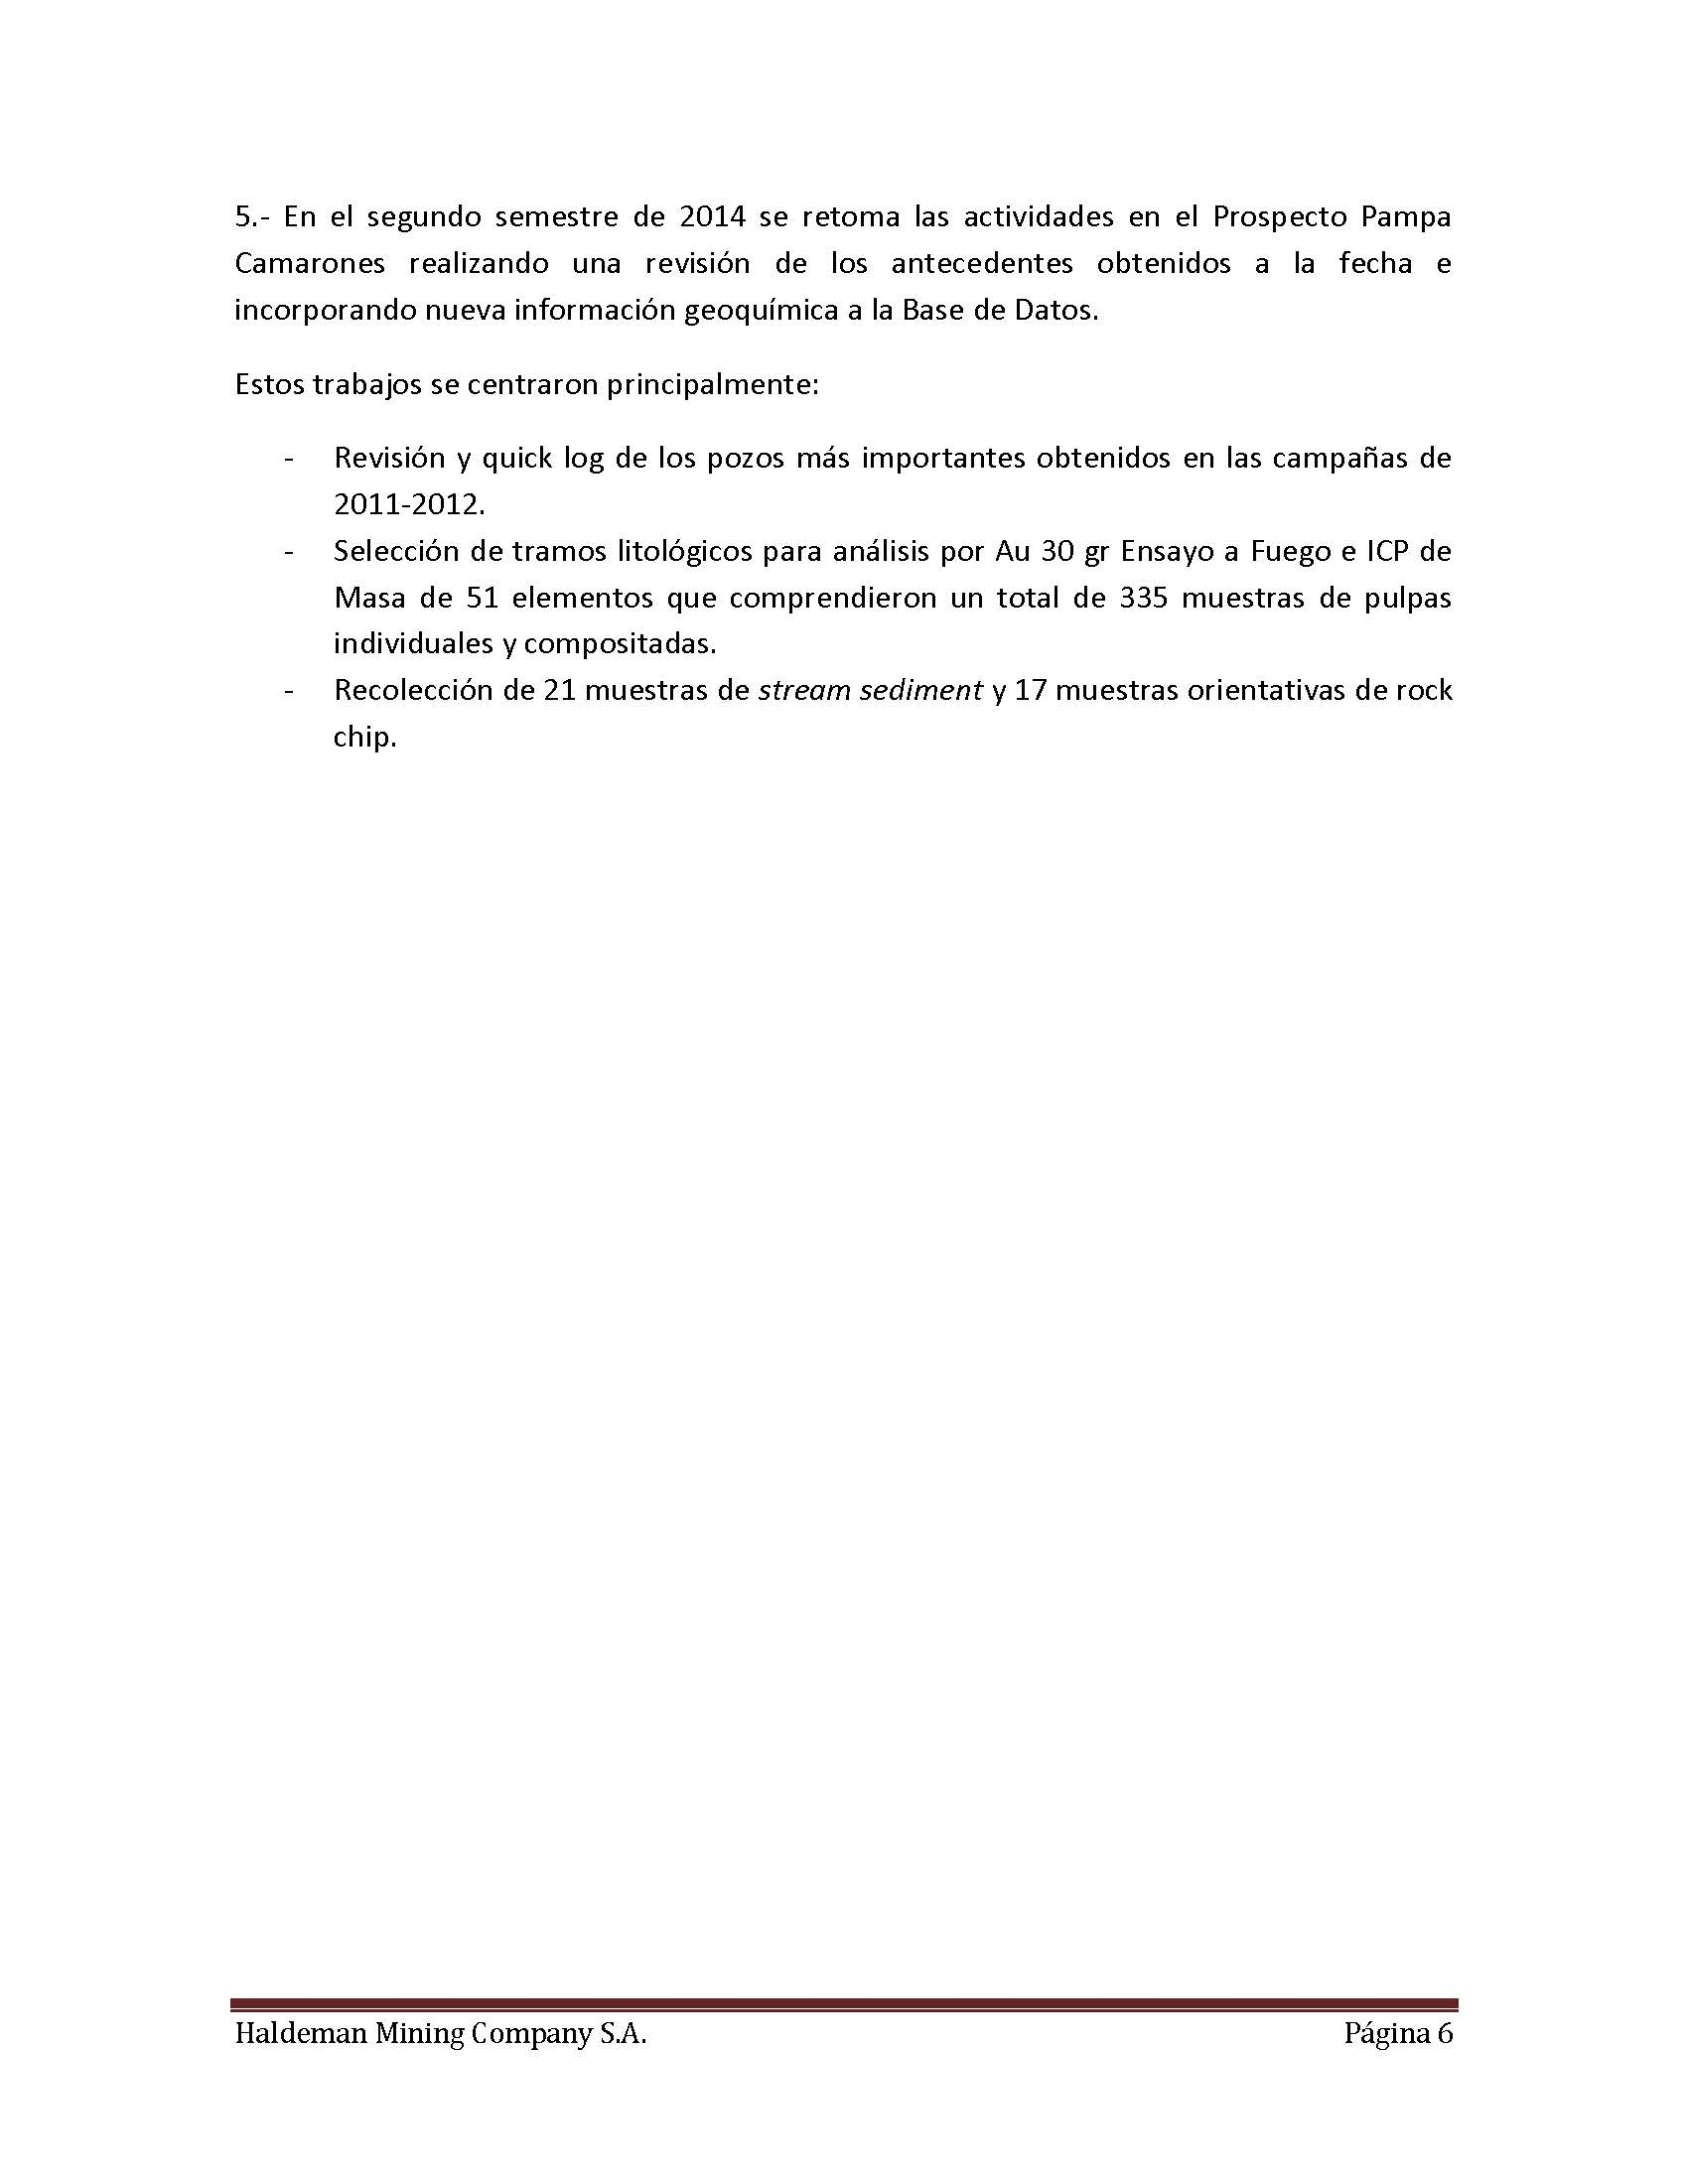 5.- En el segundo semestre de 2014 se retoma las actividades en el Prospecto Pampa
Camarones realizando una revisión de los antecedentes obtenidos a la fecha e
incorporando nueva información geoquímica a la Base de Datos.
Estos trabajos se centraron principalmente:
- Revisión y quick log de los pozos más importantes obtenidos en las campañas de
2011-2012.
- Selección de tramos litológicos para análisis por Au 30 gr Ensayo a Fuego e ICP de
Masa de 51 elementos que comprendieron un total de 335 muestras de pulpas
individuales y compositadas.
- Recolección de 21 muestras de stream sediment y 17 muestras orientativas de rock
chip.
Haldeman Mining Company S.A. Página 6